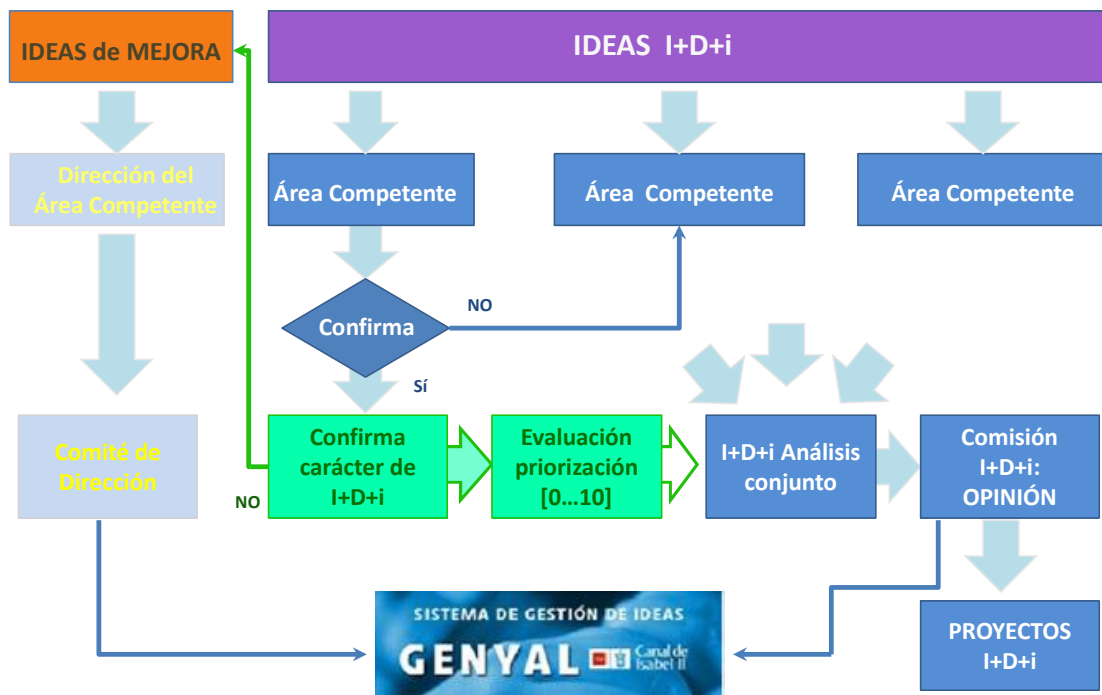 IDEAS de MEJORA
IDEAS I+D+i
Dirección del
Área Competente
Área Competente
Área Competente
Área Competente
Confirma
NO
Sí
Comité de
Dirección
NO
Confirma
carácter de
I+D+i
Evaluación
priorización
[0...10]
I+D+i Análisis
conjunto
Comisión
I+D+i:
OPINIÓN
SISTEMA DE GESTIÓN DE IDEAS
GENYAL
Canal de
Isabel II
PROYECTOS
I+D+i